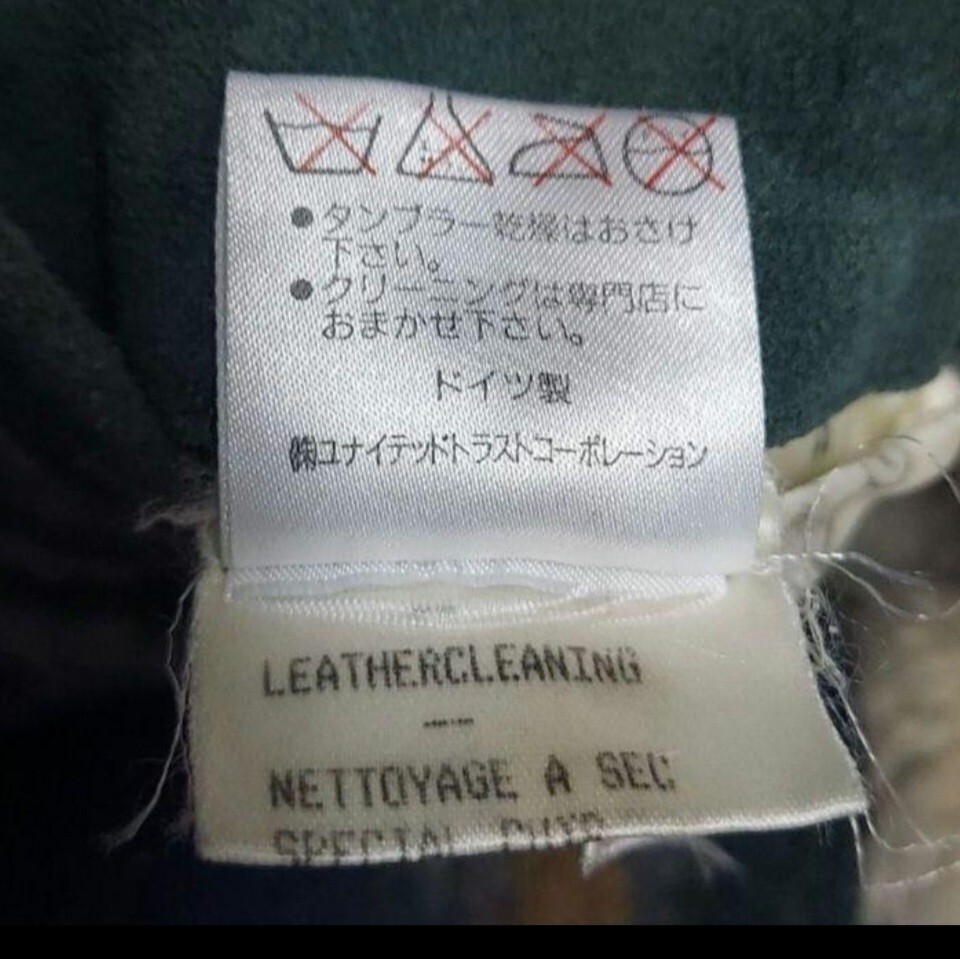 ●タンブラー乾燥はおさけ
下さい。
●クリーニングは専門店に
おまかせ下さい。
ドイツ製
㈱ユナイテッドトラストコーポレーション
LEATHERCLEANING
—
NETTOYAGE A SEC
SPECIAL CUIR